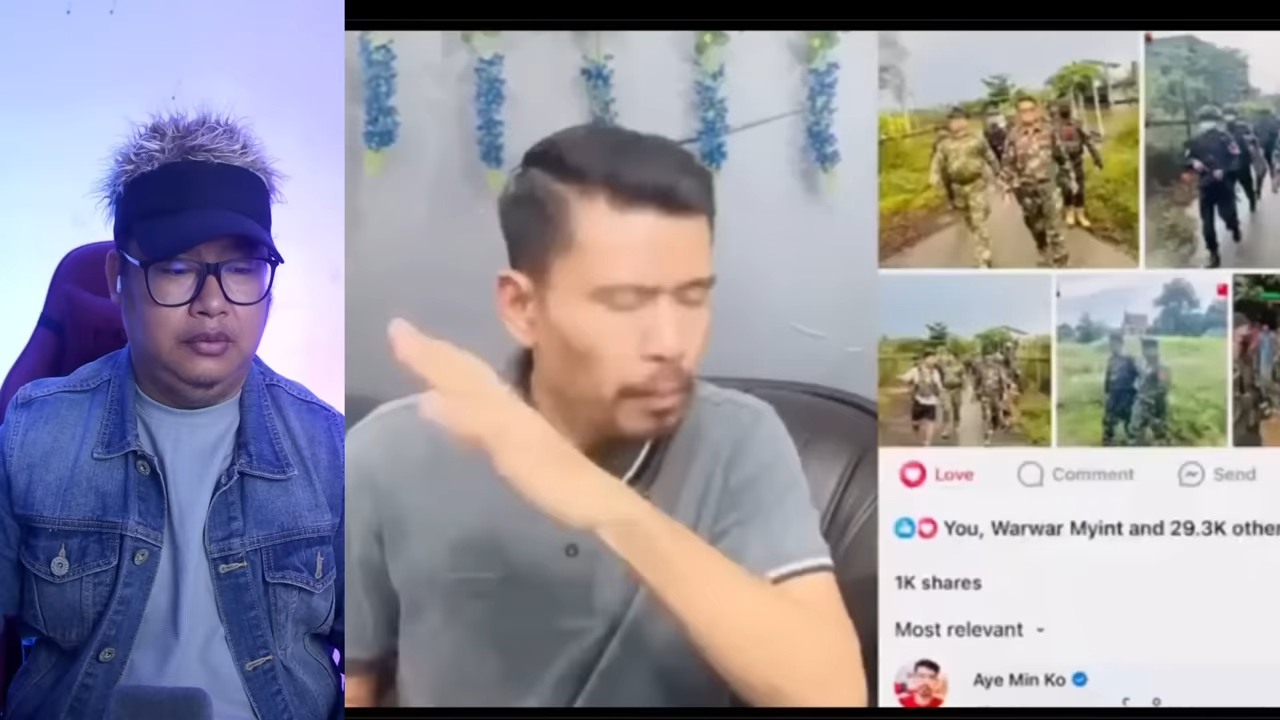 Love
Comment
Send
You, Warwar Myint and 29.3K other
1K shares
Most relevant
Aye Min Ko